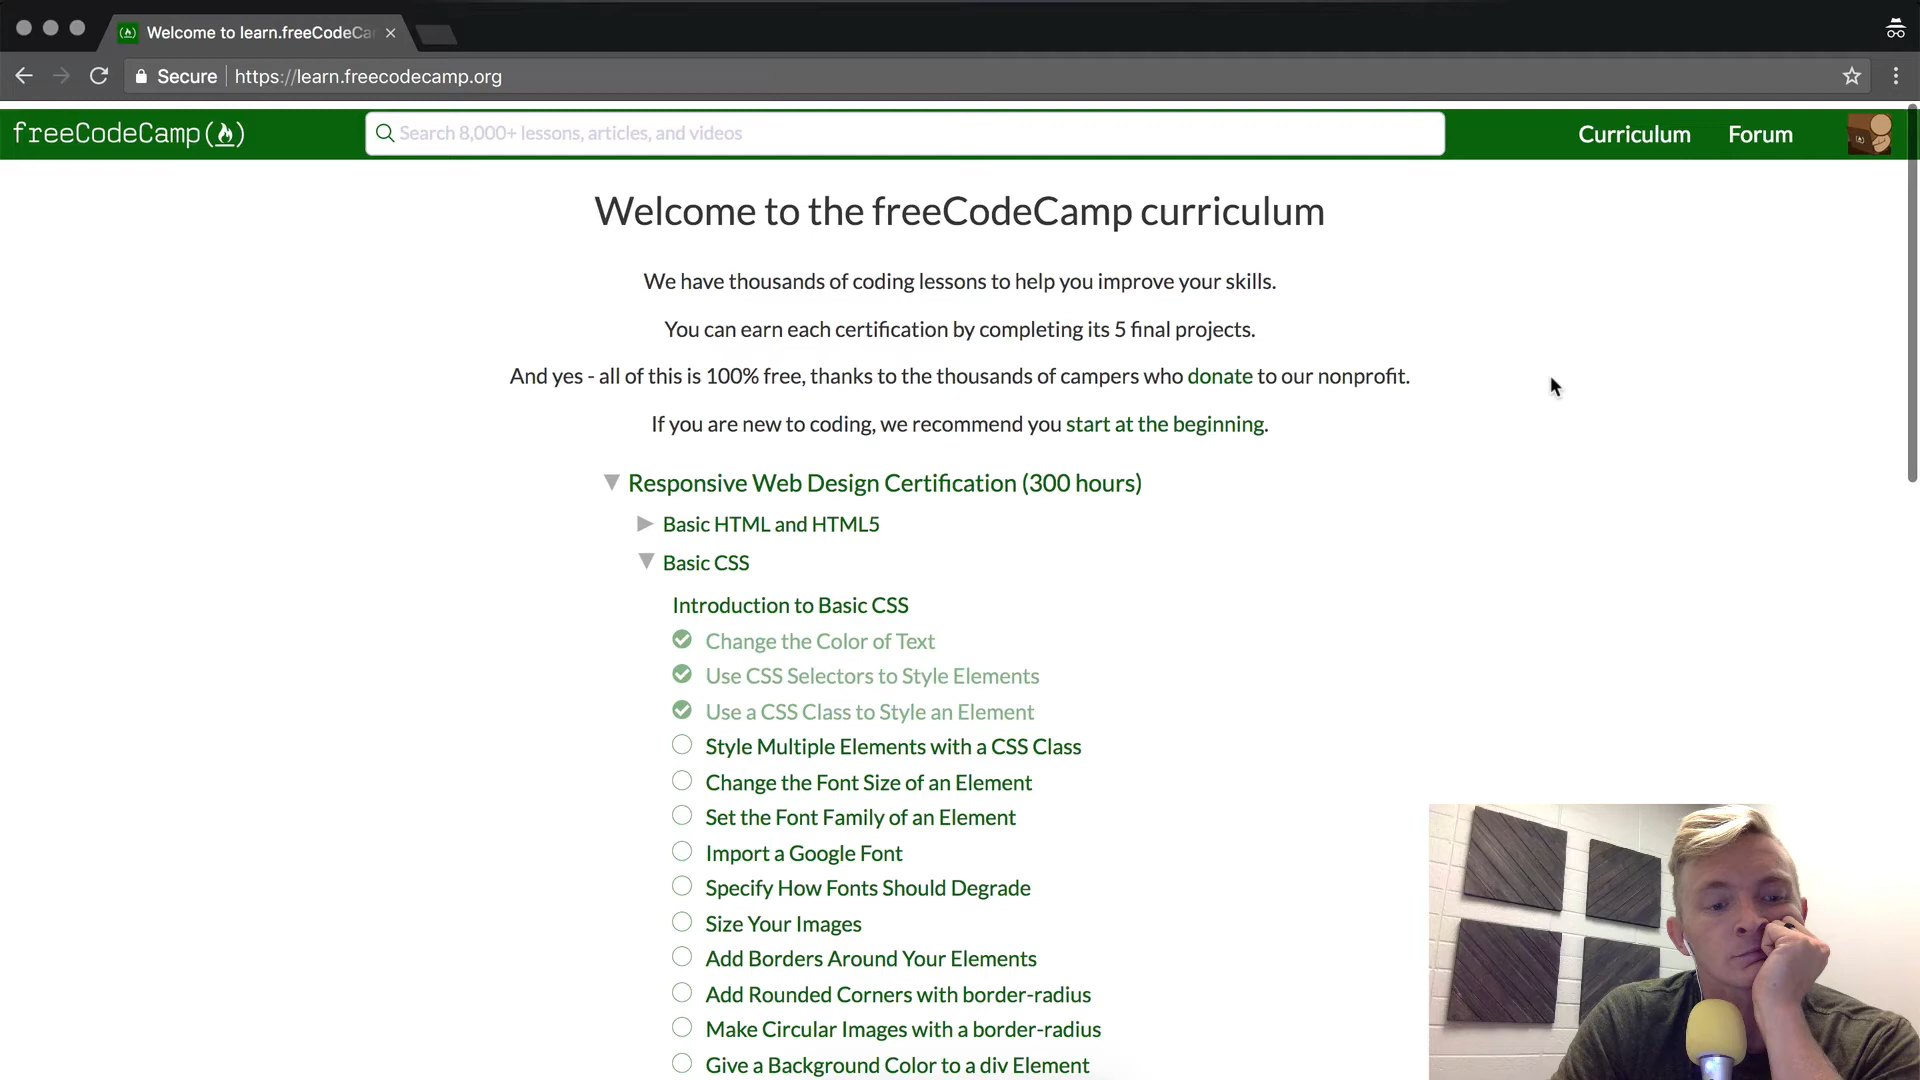 Welcome to learn.freeCodeCa
Secure https://learn.freecodecamp.org
freeCodeCamp
Search 8,000+ lessons, articles, and videos
Curriculum Forum
Welcome to the freeCodeCamp curriculum
We have thousands of coding lessons to help you improve your skills.
You can earn each certification by completing its 5 final projects.
And yes - all of this is 100% free, thanks to the thousands of campers who donate to our nonprofit.
If you are new to coding, we recommend you start at the beginning.
Responsive Web Design Certification (300 hours)
Basic HTML and HTML5
Basic CSS
Introduction to Basic CSS
Change the Color of Text
Use CSS Selectors to Style Elements
Use a CSS Class to Style an Element
Style Multiple Elements with a CSS Class
Change the Font Size of an Element
Set the Font Family of an Element
Import a Google Font
Specify How Fonts Should Degrade
Size Your Images
Add Borders Around Your Elements
Add Rounded Corners with border-radius
Make Circular Images with a border-radius
Give a Background Color to a div Element